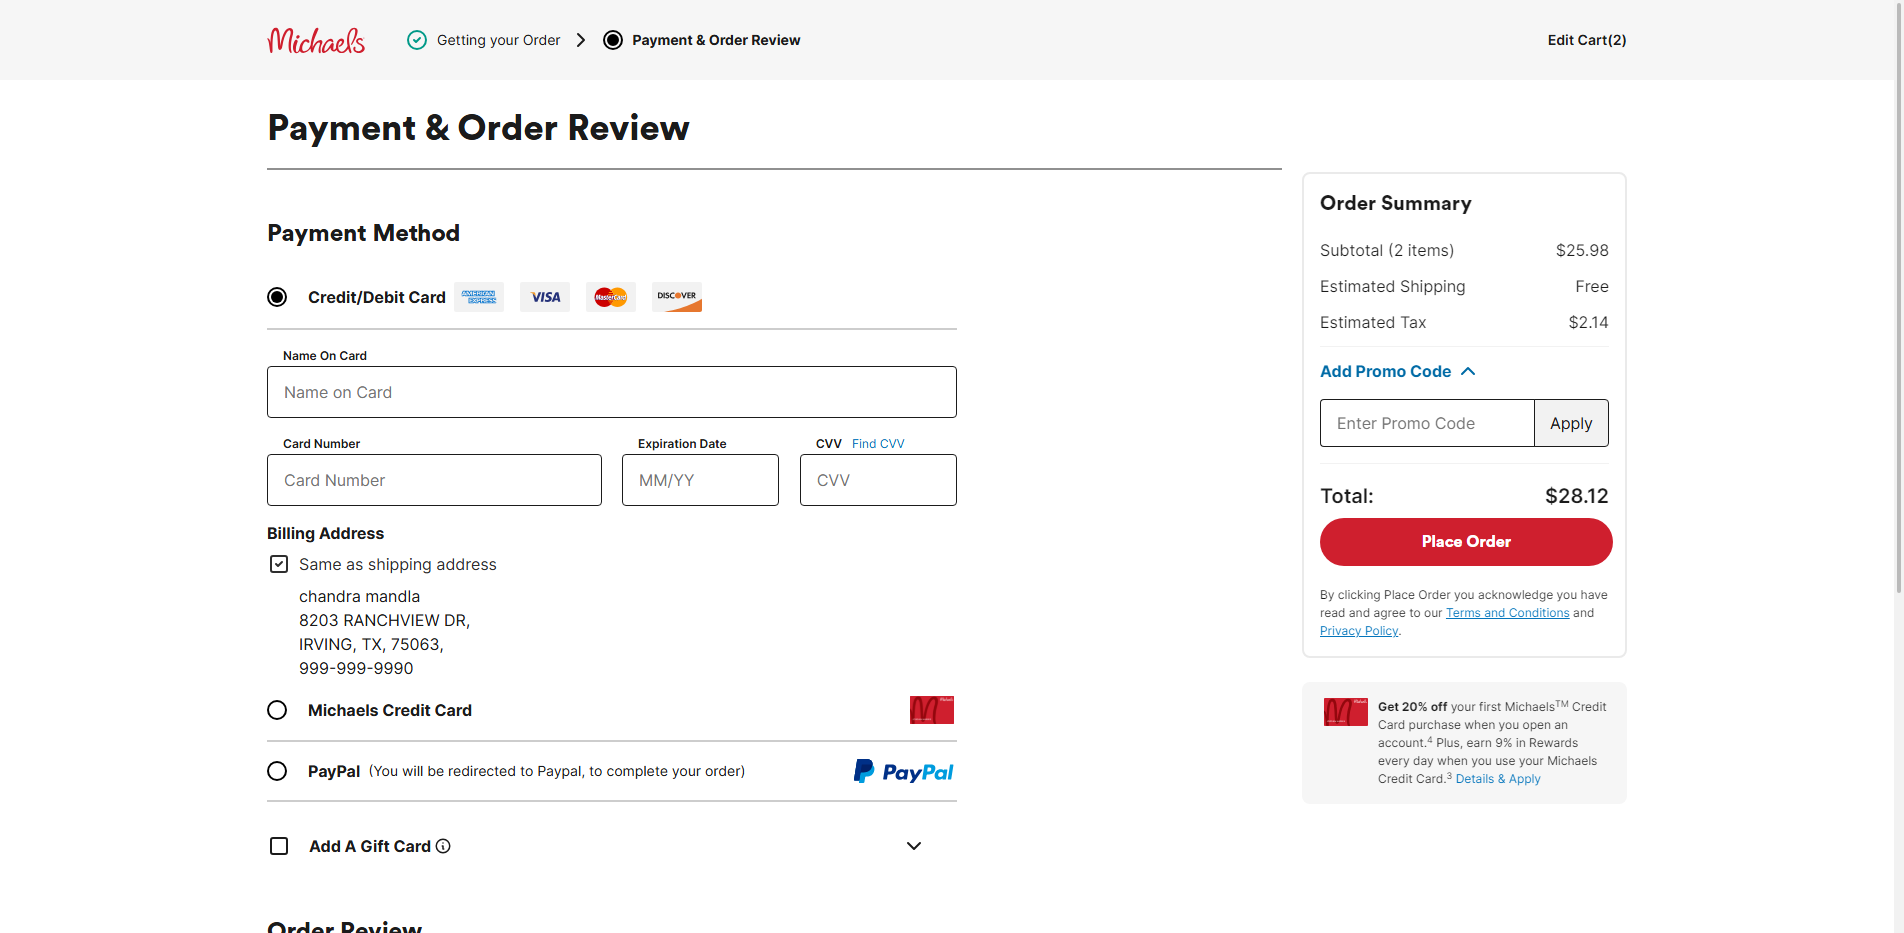 Michaels
Getting your Order
Payment & Order Review
Edit Cart(2)
Payment & Order Review
Payment Method
Credit/Debit Card
AMERICAN EXPRESS
VISA
MasterCard
DISCOVER
Name On Card
Name on Card
Card Number
Expiration Date
CVV Find CVV
Card Number
MM/YY
CVV
Billing Address
Same as shipping address
chandra mandla
8203 RANCHVIEW DR,
IRVING, TX, 75063,
999-999-9990
Michaels Credit Card
PayPal (You will be redirected to Paypal, to complete your order)
PayPal
Add A Gift Card
Order Review
Order Summary
Subtotal (2 items) $25.98
Estimated Shipping Free
Estimated Tax $2.14
Add Promo Code
Enter Promo Code Apply
Total: $28.12
Place Order
By clicking Place Order you acknowledge you have
read and agree to our Terms and Conditions and
Privacy Policy.
Get 20% off your first Michaels™ Credit
Card purchase when you open an
account.⁴ Plus, earn 9% in Rewards
every day when you use your Michaels
Credit Card.³ Details & Apply